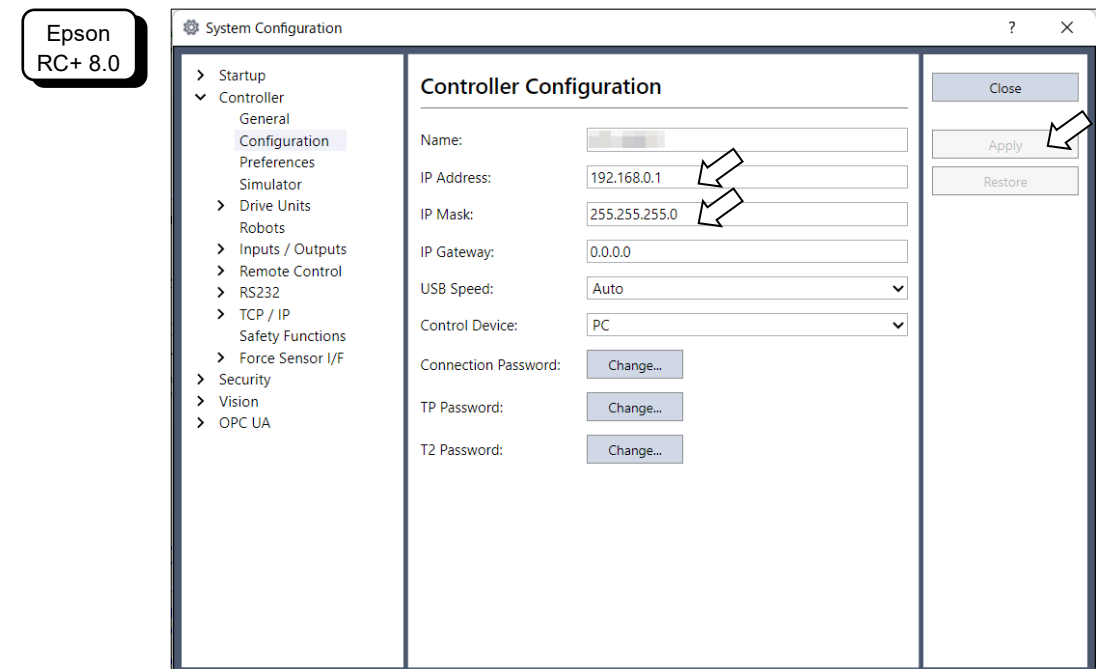 Epson
RC+ 8.0
System Configuration
?
Startup
Controller
General
Configuration
Preferences
Simulator
Drive Units
Robots
Inputs / Outputs
Remote Control
RS232
TCP / IP
Safety Functions
Force Sensor I/F
Security
Vision
OPC UA
Controller Configuration
Name:
IP Address: 192.168.0.1
IP Mask: 255.255.255.0
IP Gateway: 0.0.0.0
USB Speed: Auto
Control Device: PC
Connection Password: Change...
TP Password: Change...
T2 Password: Change...
Close
Apply
Restore